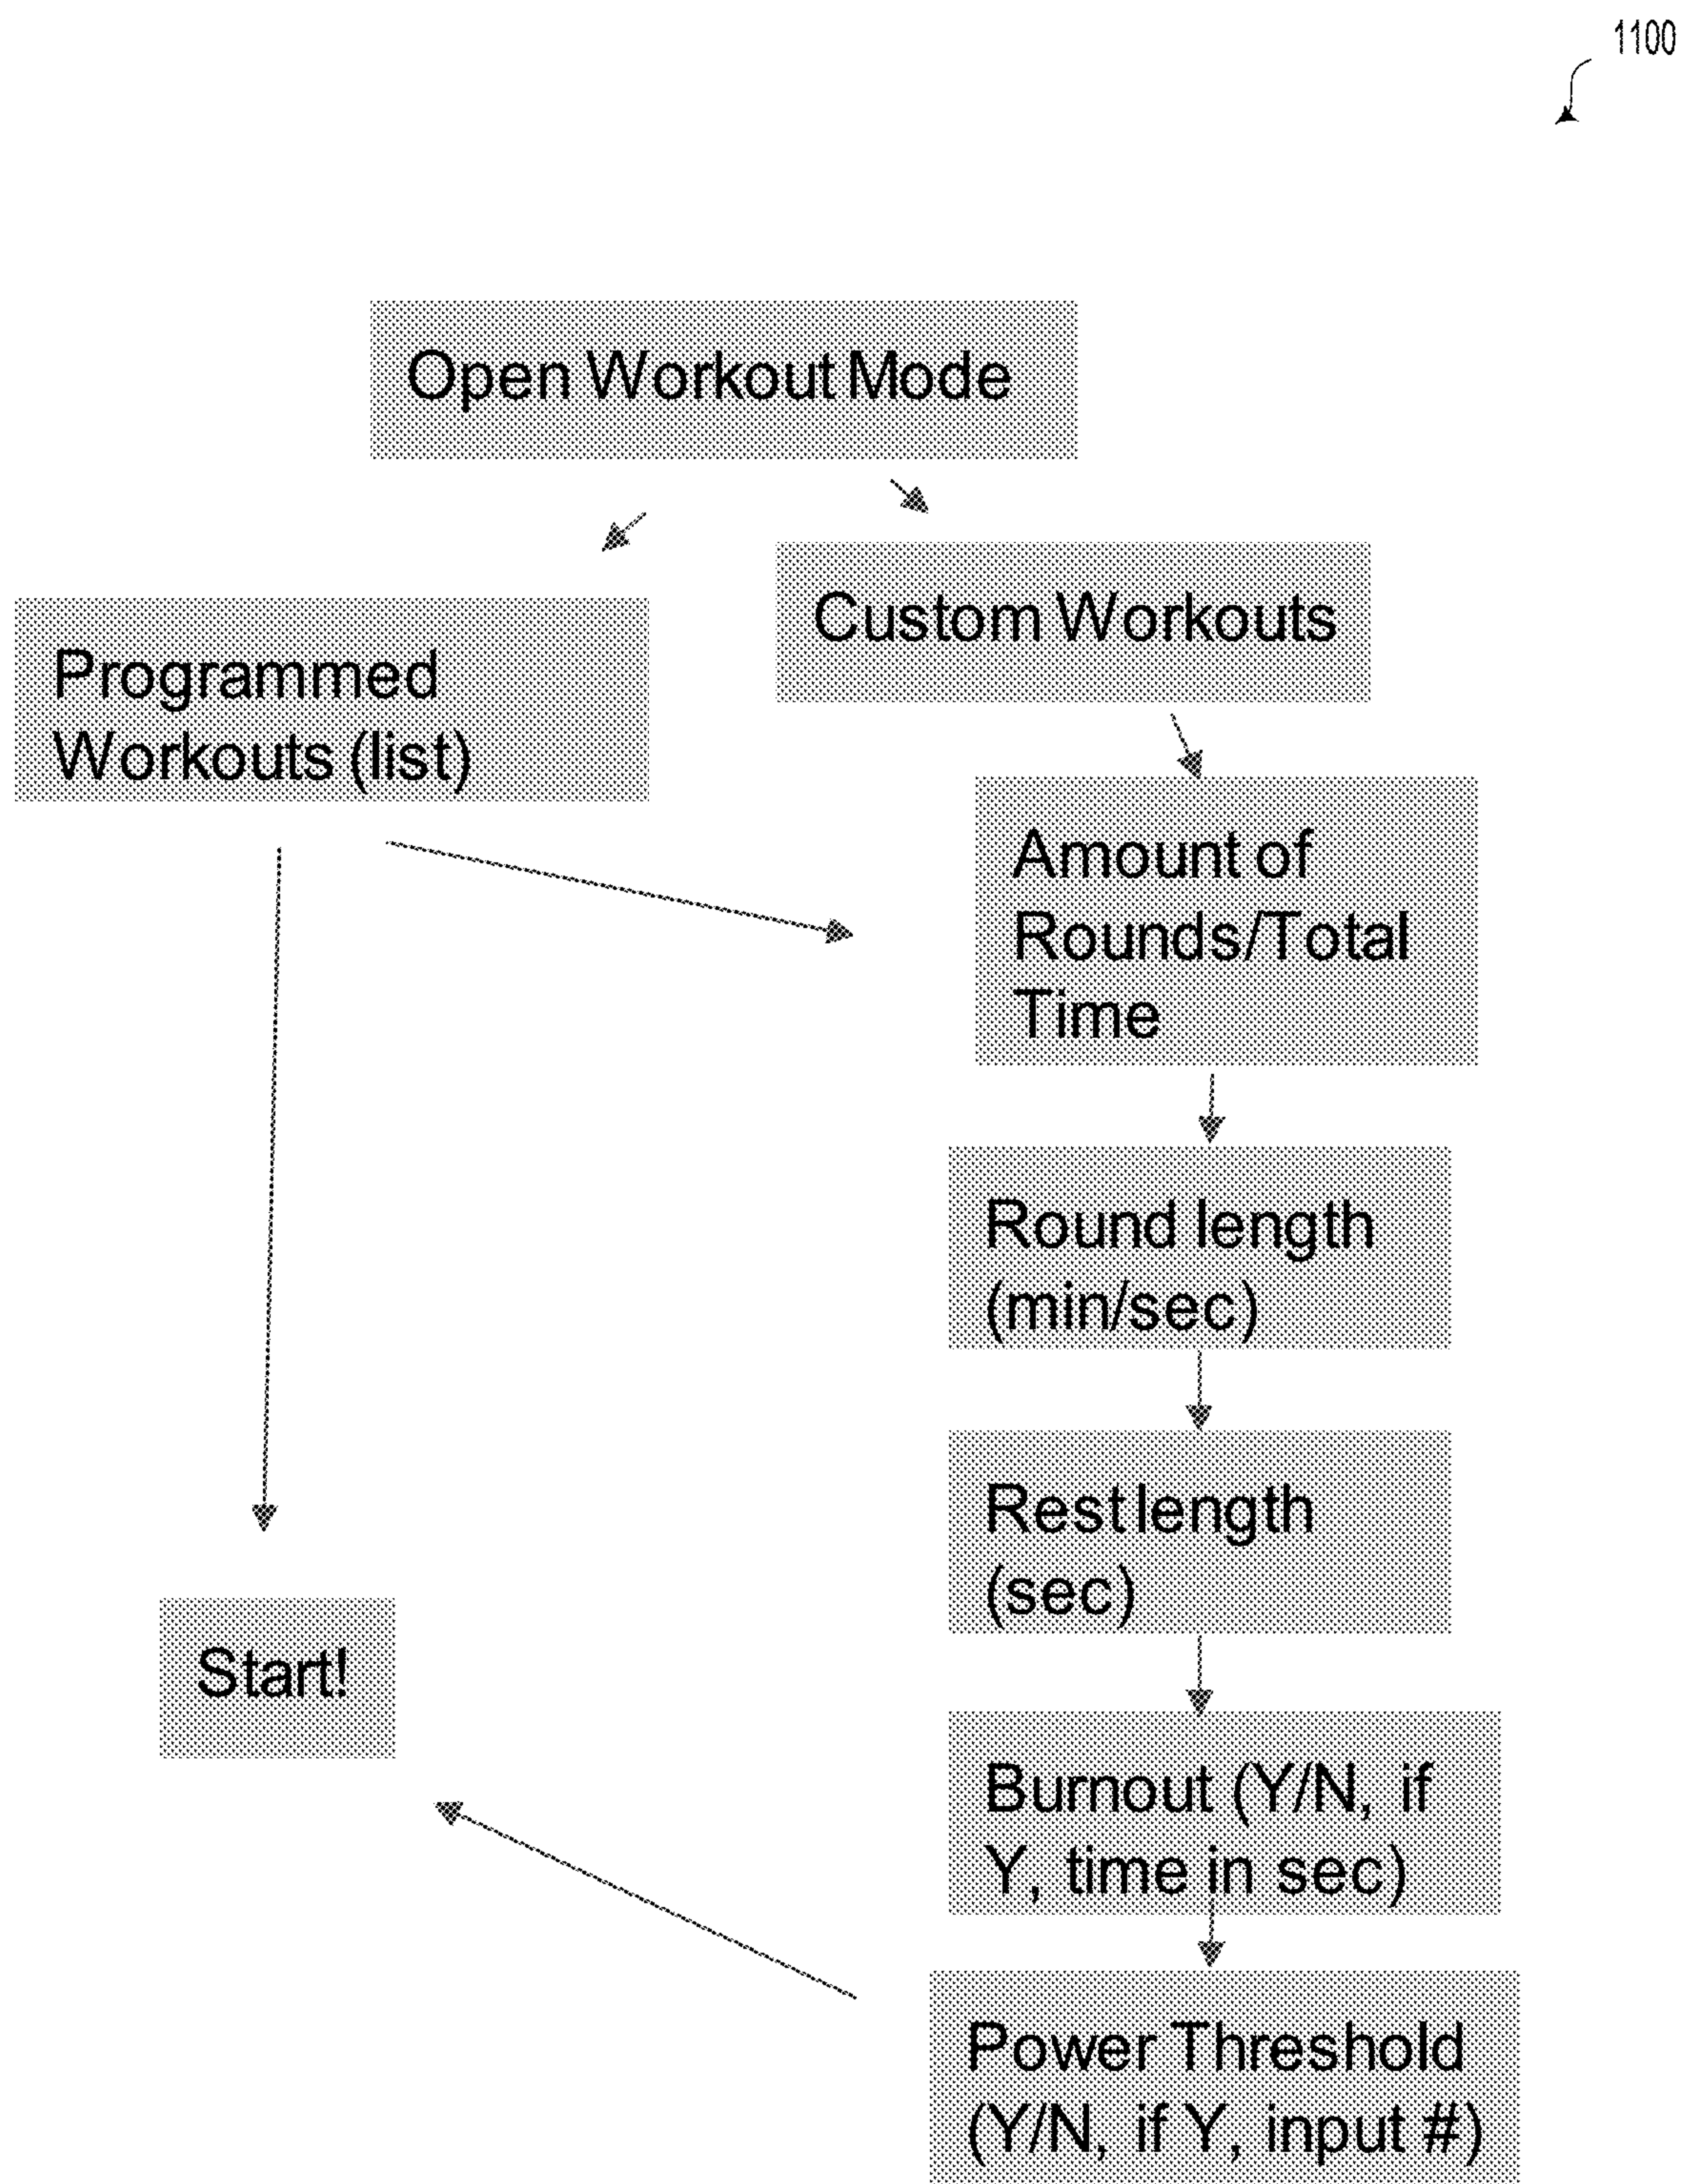 1100
Open Workout Mode
Custom Workouts
Programmed
Workouts (list)
Amount of
Rounds/Total
Time
Round length
(min/sec)
Rest length
(sec)
Start!
Burnout (Y/N, if
Y, time in sec)
Power Threshold
(Y/N, if Y, input #)